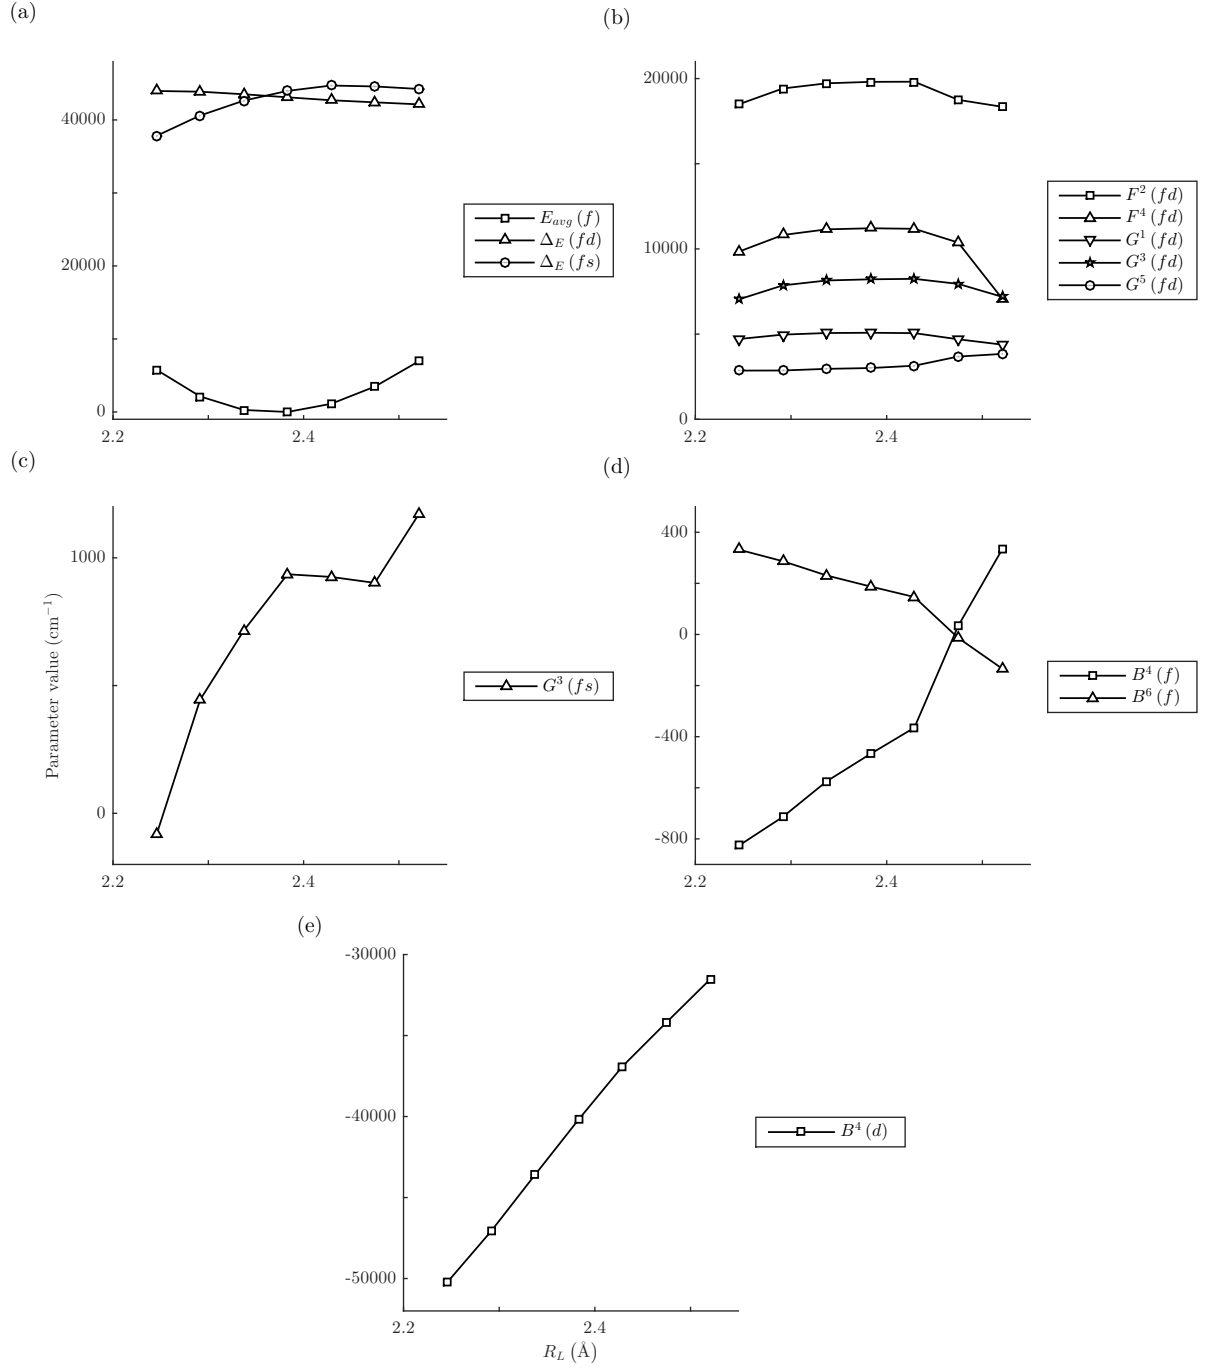 (a)
40000
20000
0
2.2
2.4
E_{avg} (f)
Δ_E (fd)
Δ_E (fs)
(b)
20000
10000
0
2.2
2.4
F^2 (fd)
F^4 (fd)
G^1 (fd)
G^3 (fd)
G^5 (fd)
(c)
Parameter value (cm^{−1})
1000
0
2.2
2.4
G^3 (fs)
(d)
400
0
-400
-800
2.2
2.4
B^4 (f)
B^6 (f)
(e)
-30000
-40000
-50000
2.2
2.4
R_L (Å)
B^4 (d)